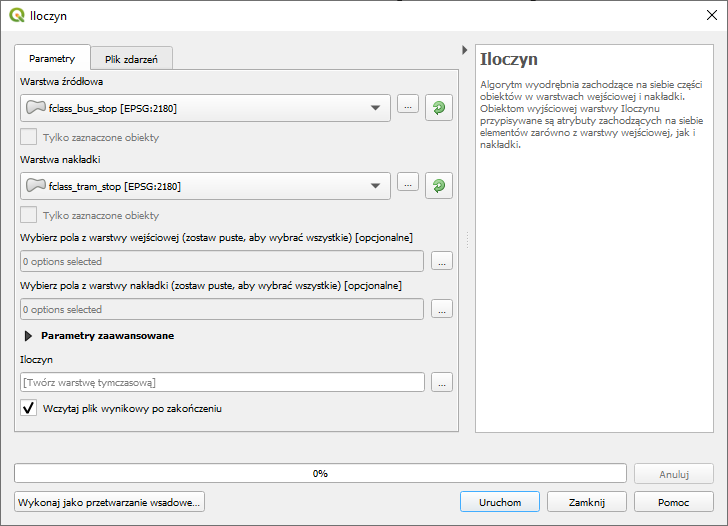 Iloczyn
Parametry
Plik zdarzeń
Warstwa źródłowa
fclass_bus_stop [EPSG:2180]
...
Tylko zaznaczone obiekty
Warstwa nakładki
fclass_tram_stop [EPSG:2180]
...
Tylko zaznaczone obiekty
Wybierz pola z warstwy wejściowej (zostaw puste, aby wybrać wszystkie) [opcjonalne]
0 options selected
...
Wybierz pola z warstwy nakładki (zostaw puste, aby wybrać wszystkie) [opcjonalne]
0 options selected
...
Parametry zaawansowane
Iloczyn
[Twórz warstwę tymczasową]
...
Wczytaj plik wynikowy po zakończeniu
Iloczyn
Algorytm wyodrębnia zachodzące na siebie części
obiektów w warstwach wejściowej i nakładki.
Obiektom wyjściowej warstwy Iloczynu
przypisywane są atrybuty zachodzących na siebie
elementów zarówno z warstwy wejściowej, jak i
nakładki.
0%
Anuluj
Wykonaj jako przetwarzanie wsadowe...
Uruchom
Zamknij
Pomoc